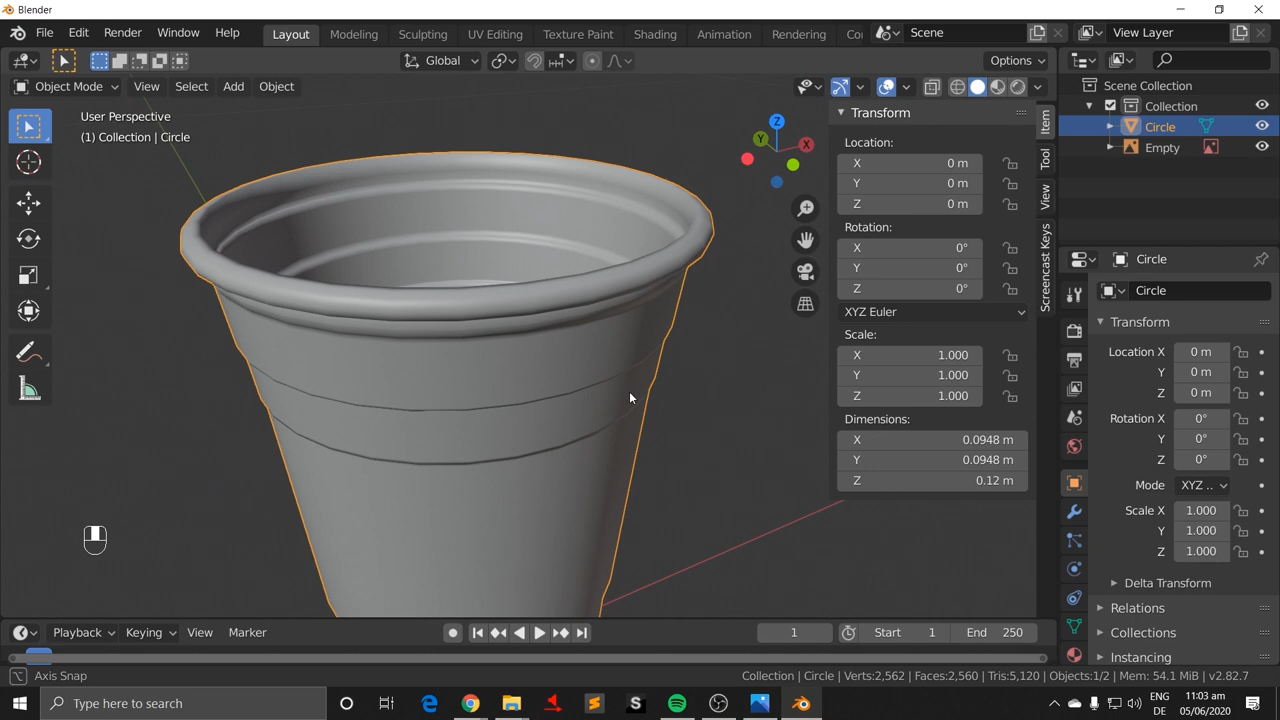 Blender
File Edit Render Window Help
Layout Modeling Sculpting UV Editing Texture Paint Shading Animation Rendering Co
Scene
View Layer
Global
Options
Object Mode View Select Add Object
User Perspective
(1) Collection | Circle
Z
Y
X
Transform
Location:
X 0 m
Y 0 m
Z 0 m
Rotation:
X 0°
Y 0°
Z 0°
XYZ Euler
Scale:
X 1.000
Y 1.000
Z 1.000
Dimensions:
X 0.0948 m
Y 0.0948 m
Z 0.12 m
Item
Tool
View
Screencast Keys
Scene Collection
Collection
Circle
Empty
Circle
Circle
Transform
Location X 0 m
Y 0 m
Z 0 m
Rotation X 0°
Y 0°
Z 0°
Mode XYZ ..
Scale X 1.000
Y 1.000
Z 1.000
Delta Transform
Relations
Collections
Instancing
Playback Keying View Marker
1
Start 1
End 250
Axis Snap
Collection | Circle | Verts:2,562 | Faces:2,560 | Tris:5,120 | Objects:1/2 | Mem: 54.1 MiB | v2.82.7
Type here to search
S
ENG
DE
11:03 am
05/06/2020